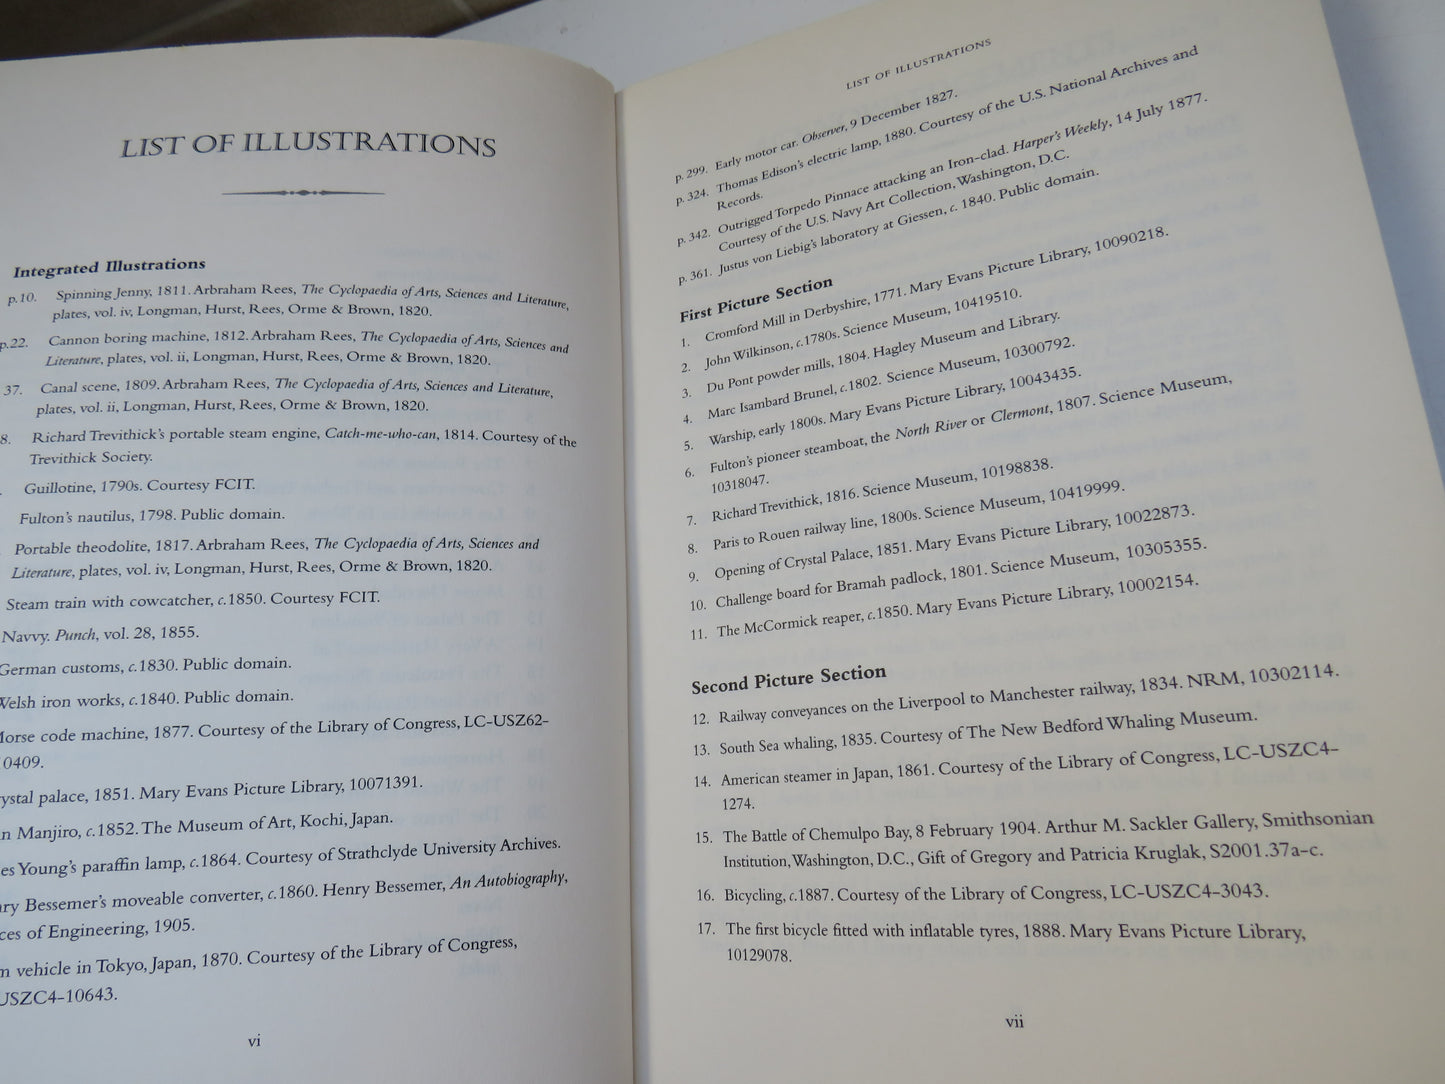 LIST OF ILLUSTRATIONS
Integrated Illustrations
p.10. Spinning Jenny, 1811. Arbraham Rees, The Cyclopaedia of Arts, Sciences and Literature,
plates, vol. iv, Longman, Hurst, Rees, Orme & Brown, 1820.
p.22. Cannon boring machine, 1812. Arbraham Rees, The Cyclopaedia of Arts, Sciences and
Literature, plates, vol. ii, Longman, Hurst, Rees, Orme & Brown, 1820.
37. Canal scene, 1809. Arbraham Rees, The Cyclopaedia of Arts, Sciences and Literature,
plates, vol. ii, Longman, Hurst, Rees, Orme & Brown, 1820.
8. Richard Trevithick's portable steam engine, Catch-me-who-can, 1814. Courtesy of the
Trevithick Society.
Guillotine, 1790s. Courtesy FCIT.
Fulton's nautilus, 1798. Public domain.
Portable theodolite, 1817. Arbraham Rees, The Cyclopaedia of Arts, Sciences and
Literature, plates, vol. iv, Longman, Hurst, Rees, Orme & Brown, 1820.
Steam train with cowcatcher, c.1850. Courtesy FCIT.
Navvy. Punch, vol. 28, 1855.
German customs, c.1830. Public domain.
Welsh iron works, c.1840. Public domain.
Morse code machine, 1877. Courtesy of the Library of Congress, LC-USZ62-
0409.
rystal palace, 1851. Mary Evans Picture Library, 10071391.
n Manjiro, c.1852. The Museum of Art, Kochi, Japan.
es Young's paraffin lamp, c.1864. Courtesy of Strathclyde University Archives.
ry Bessemer's moveable converter, c.1860. Henry Bessemer, An Autobiography,
ces of Engineering, 1905.
m vehicle in Tokyo, Japan, 1870. Courtesy of the Library of Congress,
USZC4-10643.
vi
LIST OF ILLUSTRATIONS
p. 299. Early motor car. Observer, 9 December 1827.
p. 324. Thomas Edison's electric lamp, 1880. Courtesy of the U.S. National Archives and
Records.
p. 342. Outrigged Torpedo Pinnace attacking an Iron-clad. Harper's Weekly, 14 July 1877.
Courtesy of the U.S. Navy Art Collection, Washington, D.C.
p. 361. Justus von Liebig's laboratory at Giessen, c. 1840. Public domain.
First Picture Section
1. Cromford Mill in Derbyshire, 1771. Mary Evans Picture Library, 10090218.
2. John Wilkinson, c.1780s. Science Museum, 10419510.
3. Du Pont powder mills, 1804. Hagley Museum and Library.
4. Marc Isambard Brunel, c.1802. Science Museum, 10300792.
5. Warship, early 1800s. Mary Evans Picture Library, 10043435.
6. Fulton's pioneer steamboat, the North River or Clermont, 1807. Science Museum,
10318047.
7. Richard Trevithick, 1816. Science Museum, 10198838.
8. Paris to Rouen railway line, 1800s. Science Museum, 10419999.
9. Opening of Crystal Palace, 1851. Mary Evans Picture Library, 10022873.
10. Challenge board for Bramah padlock, 1801. Science Museum, 10305355.
11. The McCormick reaper, c.1850. Mary Evans Picture Library, 10002154.
Second Picture Section
12. Railway conveyances on the Liverpool to Manchester railway, 1834. NRM, 10302114.
13. South Sea whaling, 1835. Courtesy of The New Bedford Whaling Museum.
14. American steamer in Japan, 1861. Courtesy of the Library of Congress, LC-USZC4-
1274.
15. The Battle of Chemulpo Bay, 8 February 1904. Arthur M. Sackler Gallery, Smithsonian
Institution, Washington, D.C., Gift of Gregory and Patricia Kruglak, S2001.37a-c.
16. Bicycling, c.1887. Courtesy of the Library of Congress, LC-USZC4-3043.
17. The first bicycle fitted with inflatable tyres, 1888. Mary Evans Picture Library,
10129078.
vii